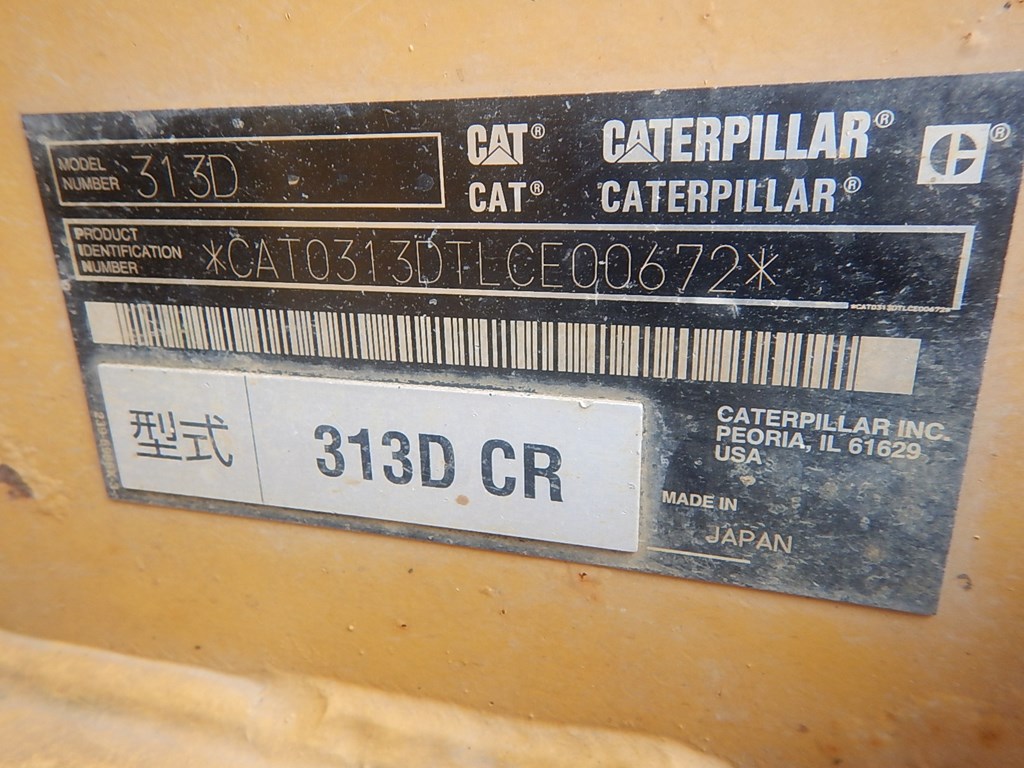 MODEL NUMBER 313D
CAT® CATERPILLAR® ®
CAT® CATERPILLAR®
PRODUCT IDENTIFICATION NUMBER *CAT0313DTLCE00672*
*CAT0313DTLCE00672*
型式 313D CR
CATERPILLAR INC.
PEORIA, IL 61629
USA
MADE IN
JAPAN